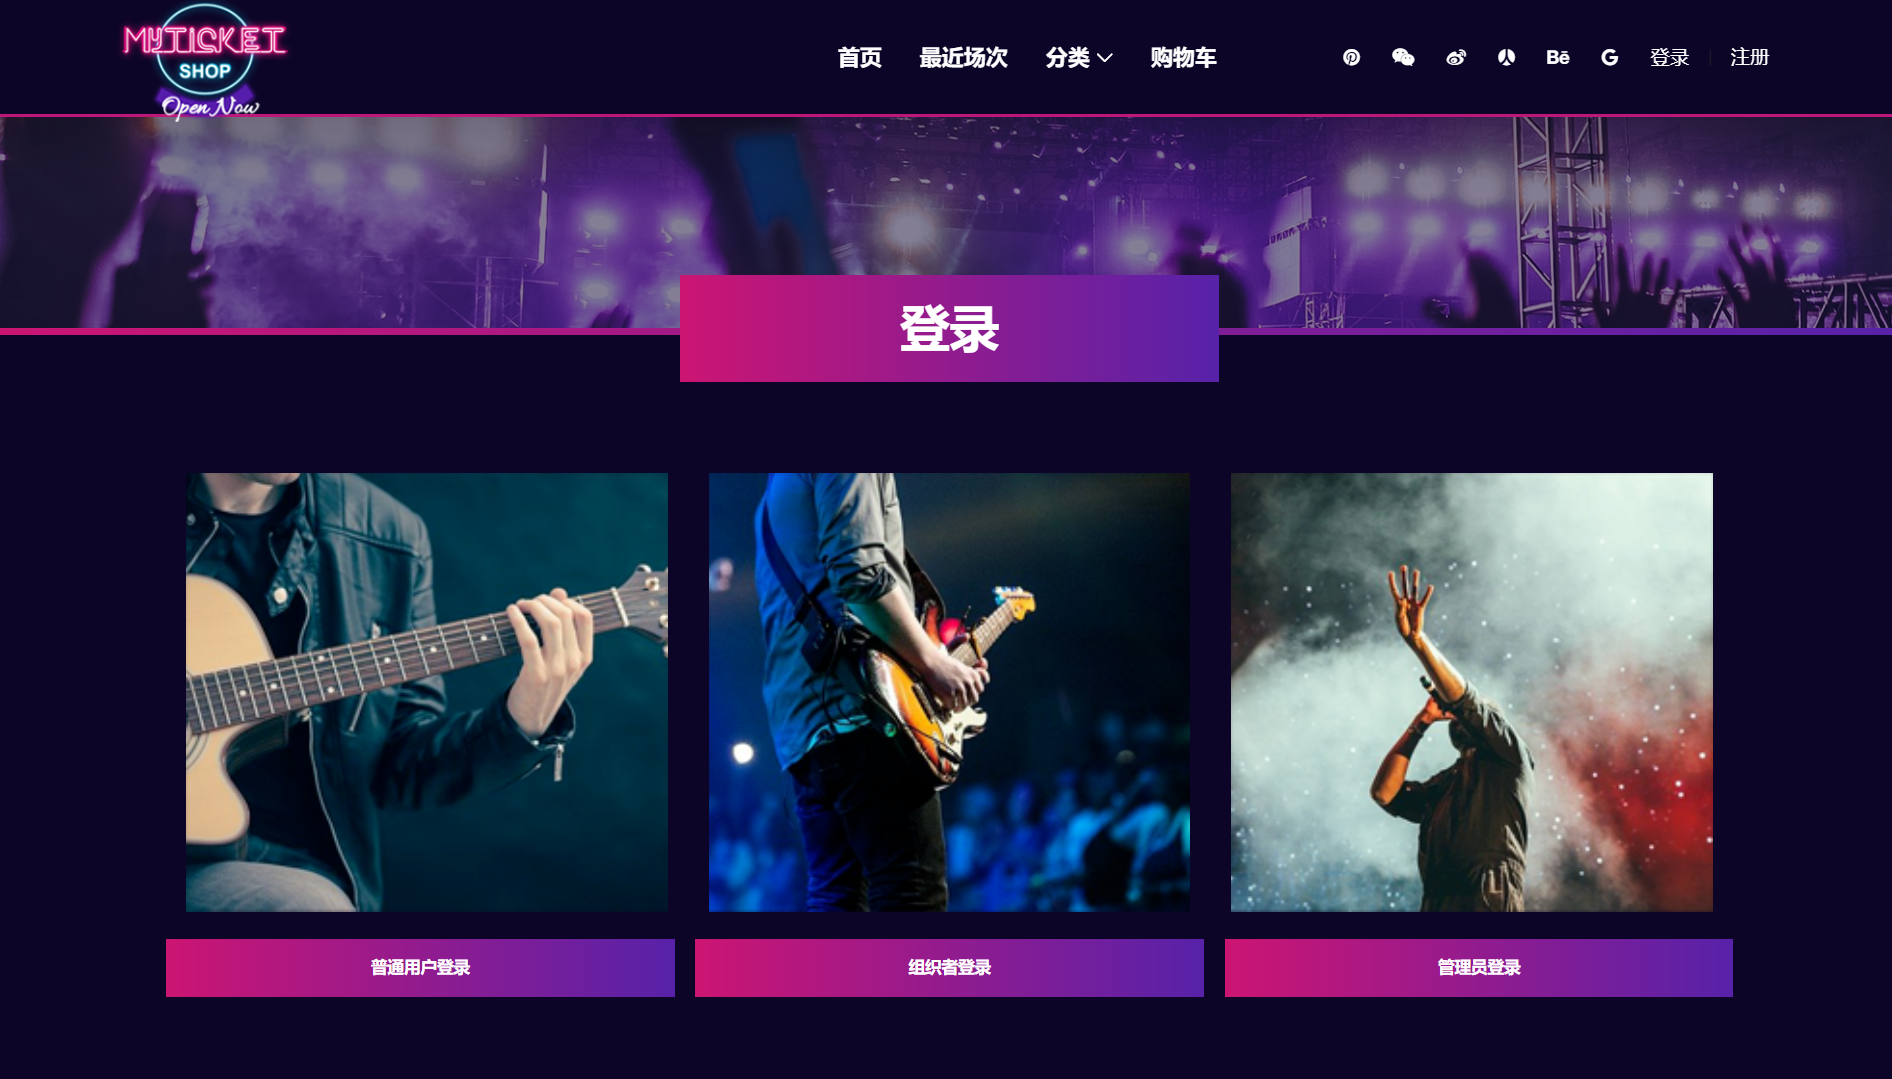 MYTICKET
SHOP
Open Now
首页 最近场次 分类 购物车 Bē G 登录 注册
登录
普通用户登录 组织者登录 管理员登录